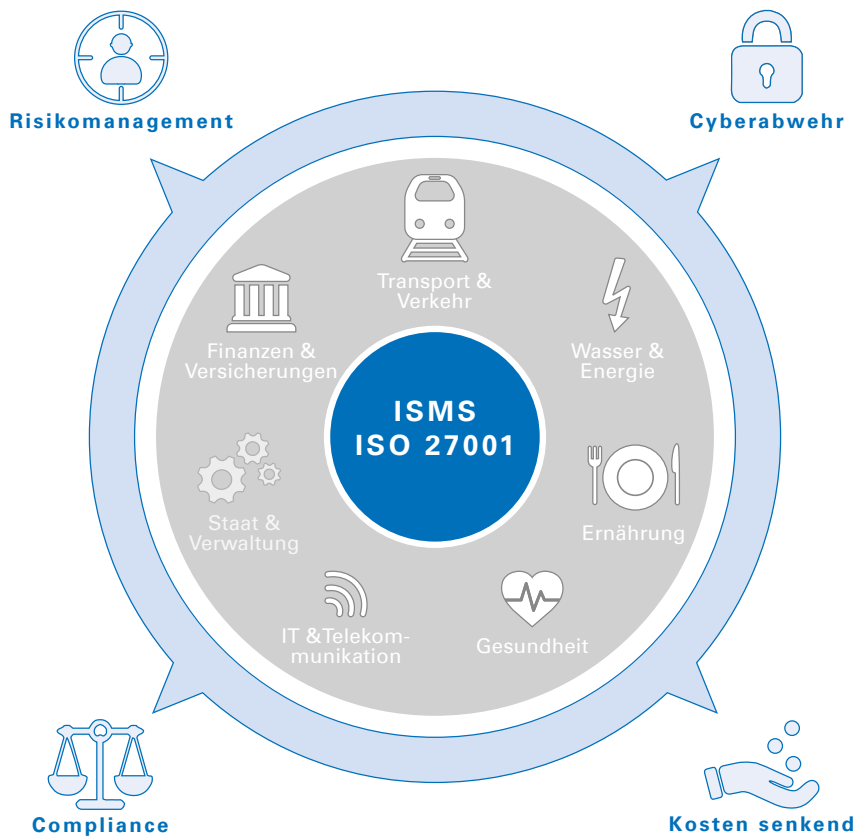 Risikomanagement
Cyberabwehr
Transport &
Verkehr
Finanzen &
Versicherungen
Wasser &
Energie
ISMS
ISO 27001
Staat &
Verwaltung
Ernährung
IT &Telekom-
munikation
Gesundheit
Compliance
Kosten senkend